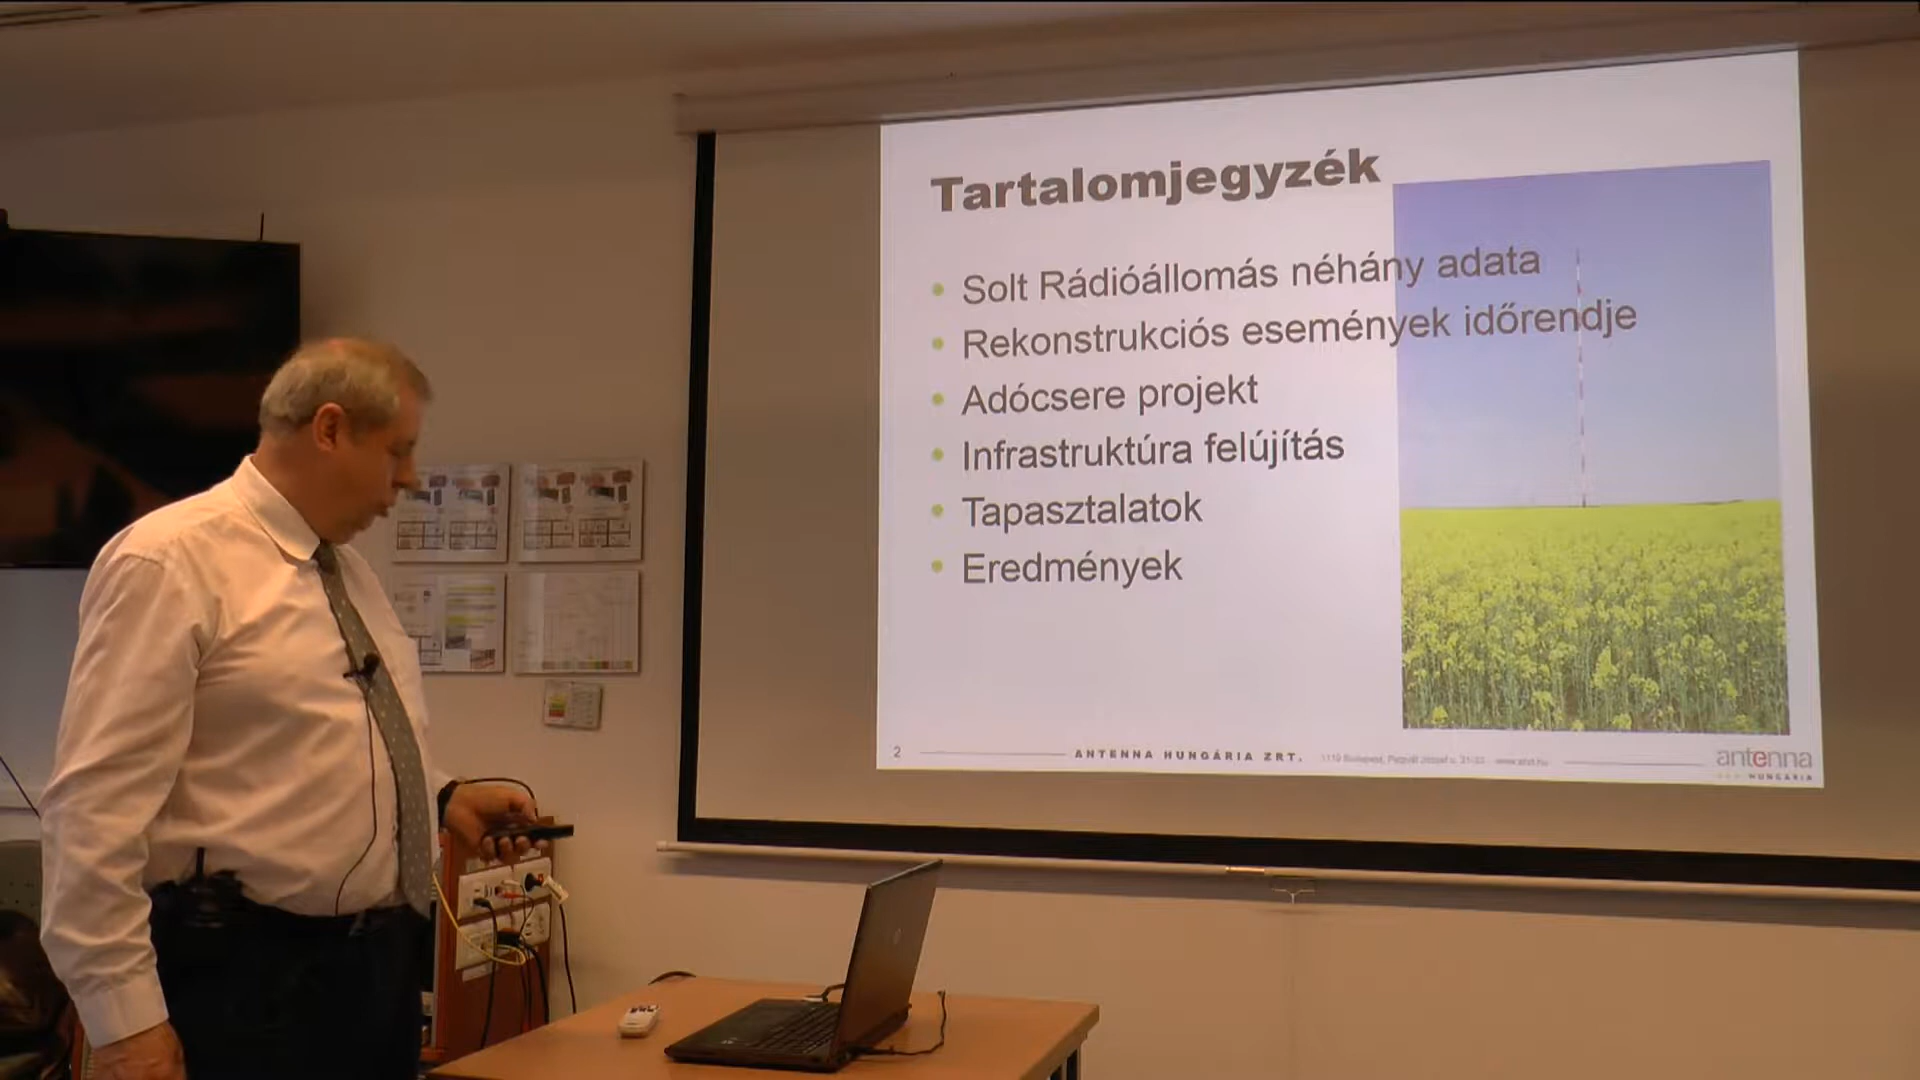 Tartalomjegyzék
• Solt Rádióállomás néhány adata
• Rekonstrukciós események időrendje
• Adócsere projekt
• Infrastruktúra felújítás
• Tapasztalatok
• Eredmények
2
ANTENNA HUNGÁRIA ZRT.
antenna
HUNGÁRIA